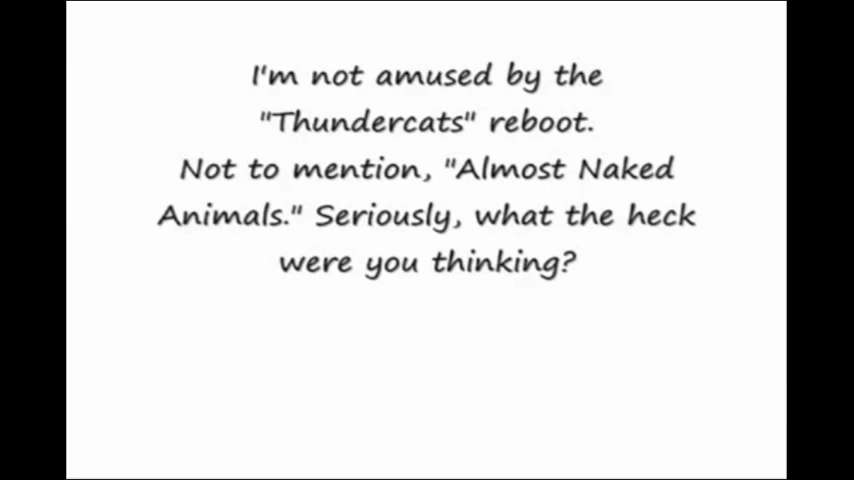 I'm not amused by the
"Thundercats" reboot.
Not to mention, "Almost Naked
Animals." Seriously, what the heck
were you thinking?